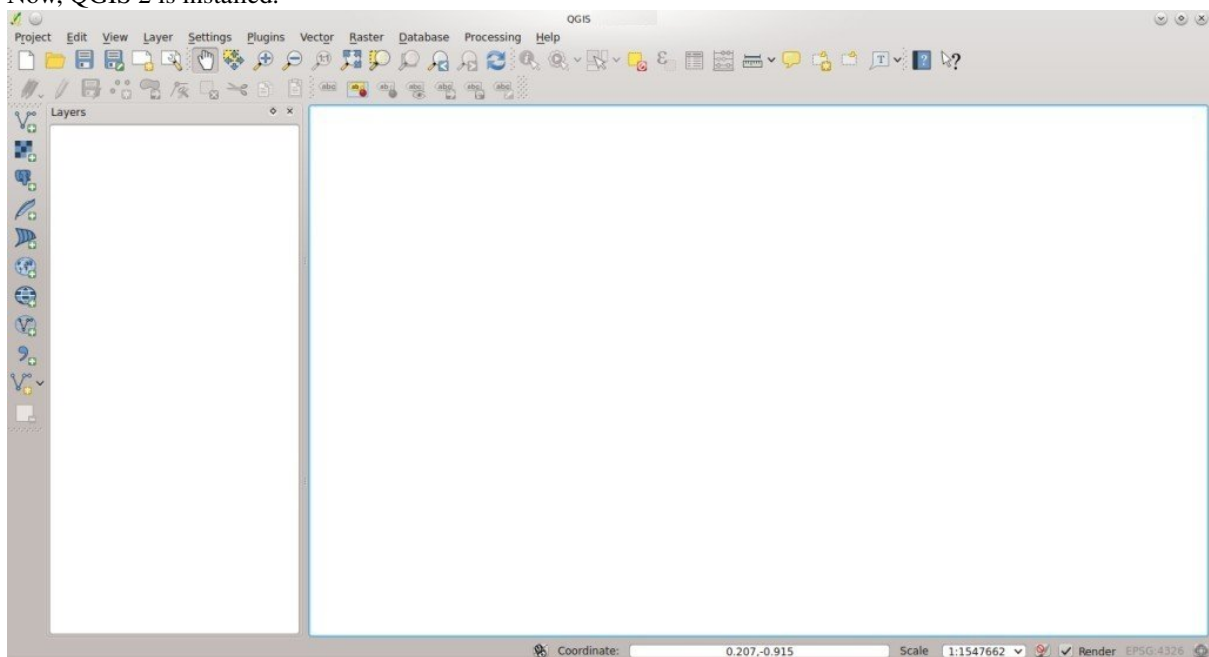 Now, QGIS 2 is installed.
QGIS
Project Edit View Layer Settings Plugins Vector Raster Database Processing Help
Layers
Coordinate: 0.207,-0.915 Scale 1:1547662 Render EPSG:4326